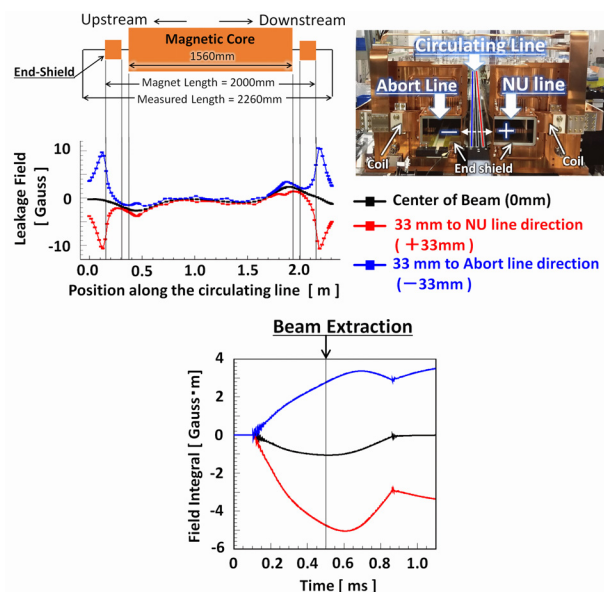 Upstream
Downstream
Magnetic Core
1560mm
End-Shield
Magnet Length = 2000mm
Measured Length = 2260mm
Circulating Line
Abort Line
NU line
− +
Coil
End shield
Coil
Leakage Field
[ Gauss ]
10
0
-10
0.0 0.5 1.0 1.5 2.0
Position along the circulating line [ m ]
Center of Beam (0mm)
33 mm to NU line direction
(+33mm)
33 mm to Abort line direction
(−33mm)
Beam Extraction
Field Integral [ Gauss・m ]
4
2
0
-2
-4
-6
0 0.2 0.4 0.6 0.8 1.0
Time [ ms ]